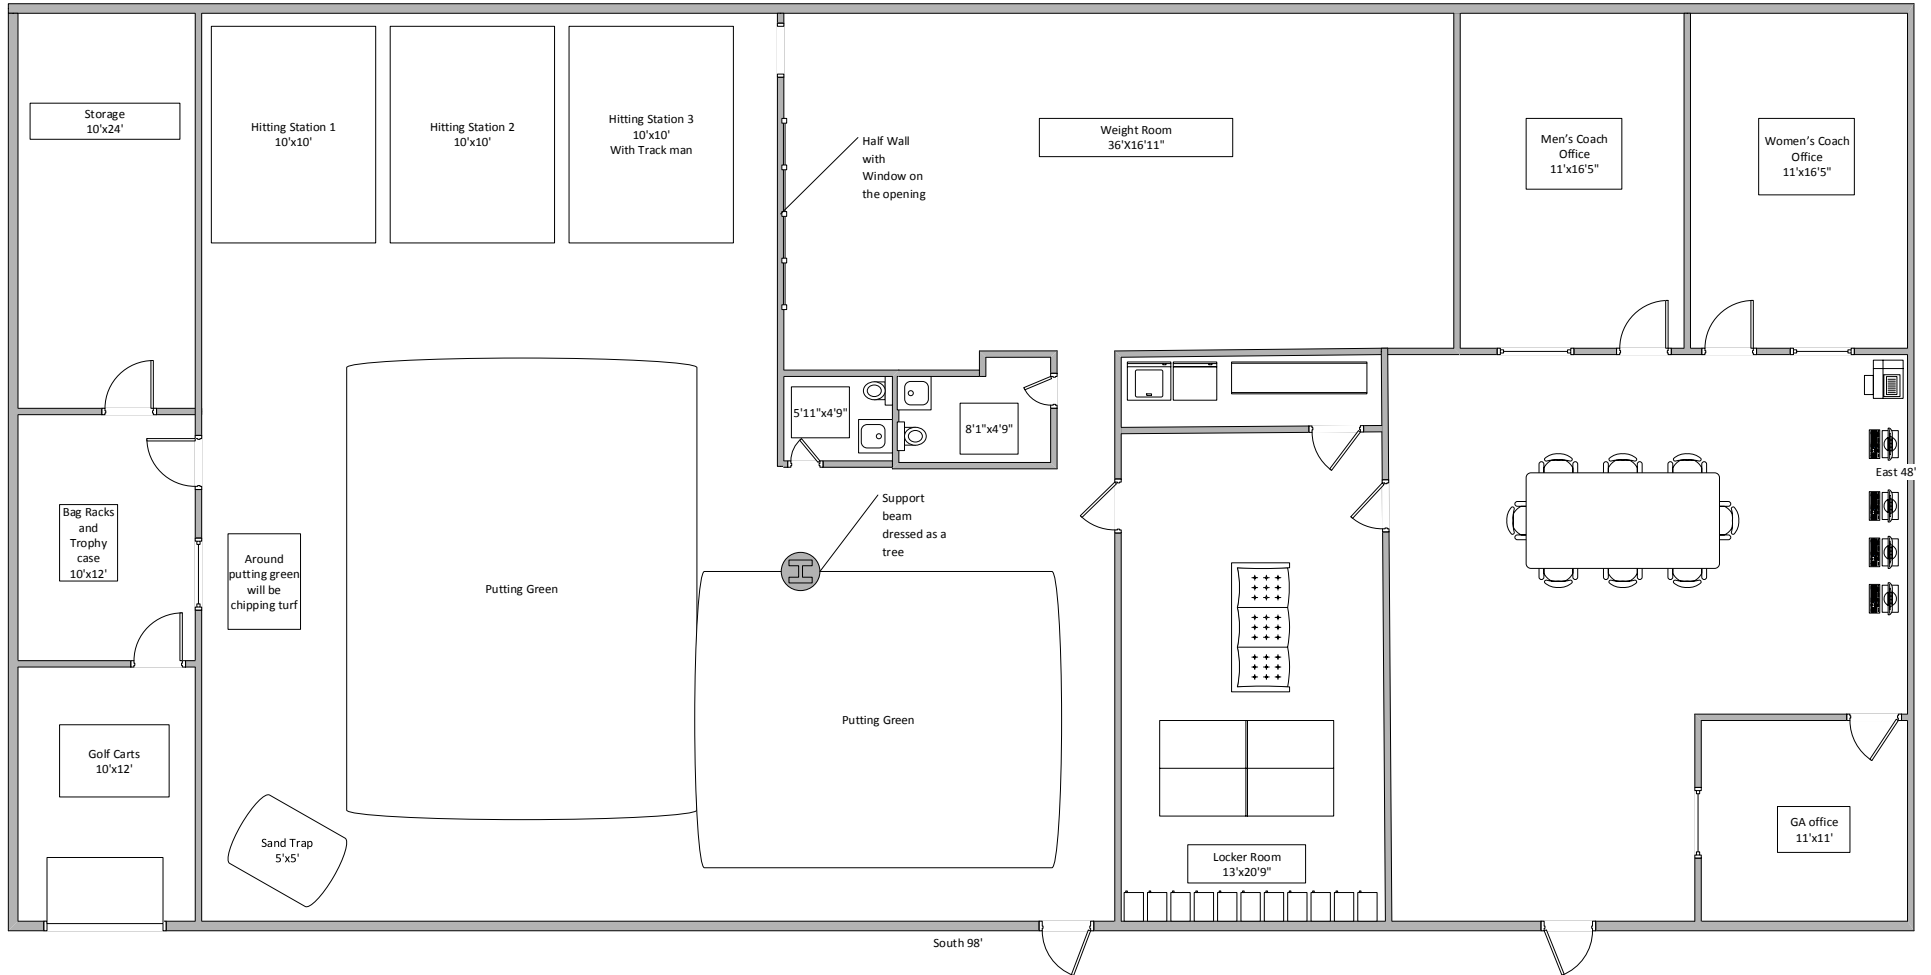 Storage
10'x24'
Hitting Station 1
10'x10'
Hitting Station 2
10'x10'
Hitting Station 3
10'x10'
With Track man
Half Wall
with
Window on
the opening
Weight Room
36'X16'11"
Men's Coach
Office
11'x16'5"
Women's Coach
Office
11'x16'5"
5'11"x4'9"
8'1"x4'9"
East 48'
Bag Racks
and
Trophy
case
10'x12'
Around
putting green
will be
chipping turf
Putting Green
Support
beam
dressed as a
tree
Putting Green
Golf Carts
10'x12'
Sand Trap
5'x5'
Locker Room
13'x20'9"
GA office
11'x11'
South 98'